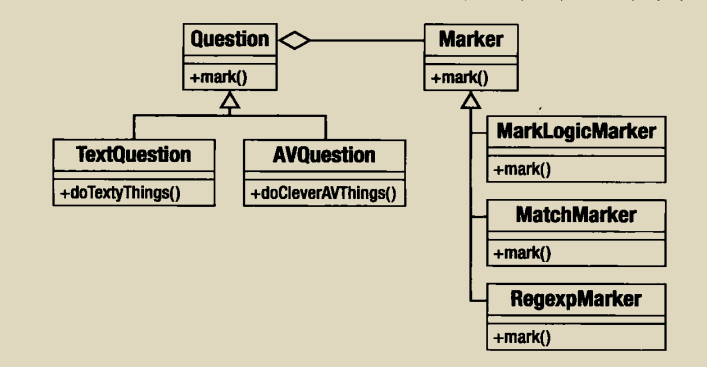 Question
+mark()
Marker
+mark()
TextQuestion
+doTextyThings()
AVQuestion
+doCleverAVThings()
MarkLogicMarker
+mark()
MatchMarker
+mark()
RegexpMarker
+mark()